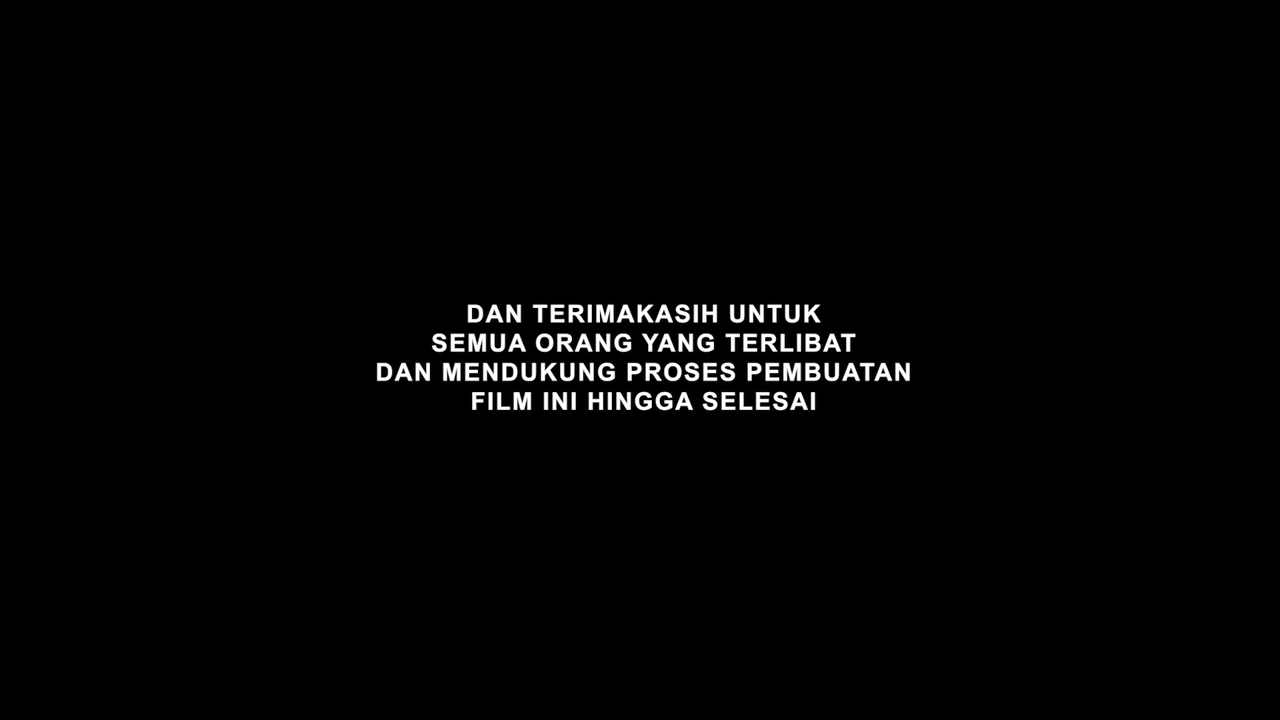 DAN TERIMAKASIH UNTUK
SEMUA ORANG YANG TERLIBAT
DAN MENDUKUNG PROSES PEMBUATAN
FILM INI HINGGA SELESAI